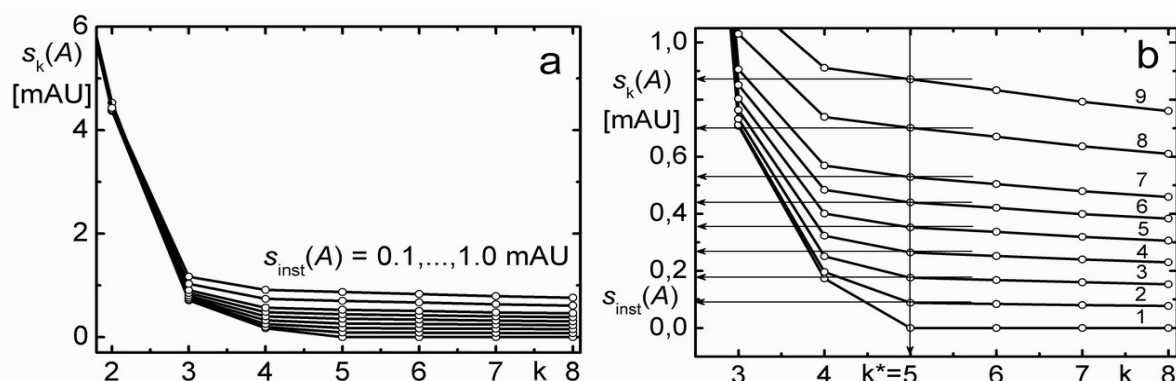 6
s_k(A)
[mAU]
4
2
0
a
s_inst(A) = 0.1,...,1.0 mAU
2 3 4 5 6 7 k 8
1,0
s_k(A)
[mAU]
0,6
0,4
0,2
s_inst(A)
0,0
b
9
8
7
6
5
4
3
2
1
3 4 k*=5 6 7 k 8